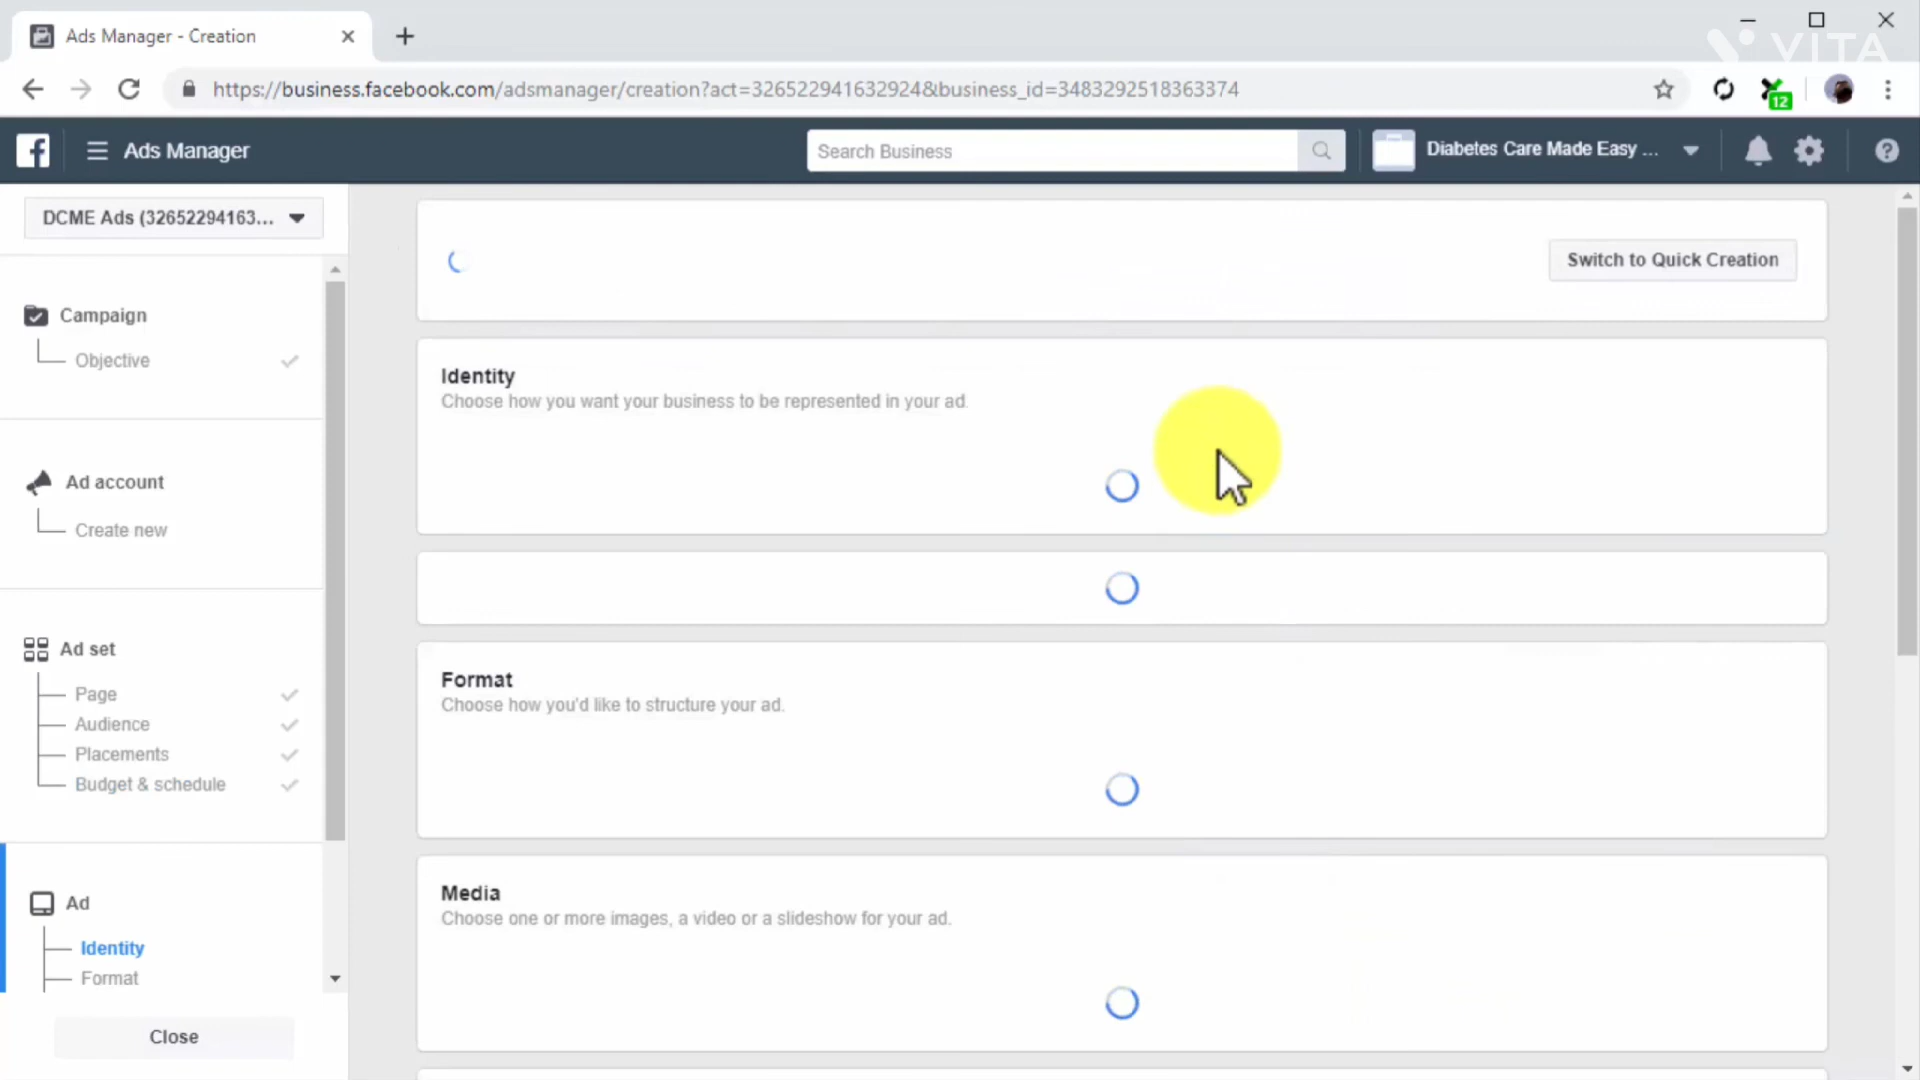 Ads Manager - Creation
VITA
https://business.facebook.com/adsmanager/creation?act=326522941632924&business_id=3483292518363374
12
Ads Manager
Search Business
Diabetes Care Made Easy ...
DCME Ads (32652294163...
Switch to Quick Creation
Campaign
Objective
Identity
Choose how you want your business to be represented in your ad.
Ad account
Create new
Ad set
Page
Audience
Placements
Budget & schedule
Format
Choose how you'd like to structure your ad.
Media
Choose one or more images, a video or a slideshow for your ad.
Ad
Identity
Format
Close